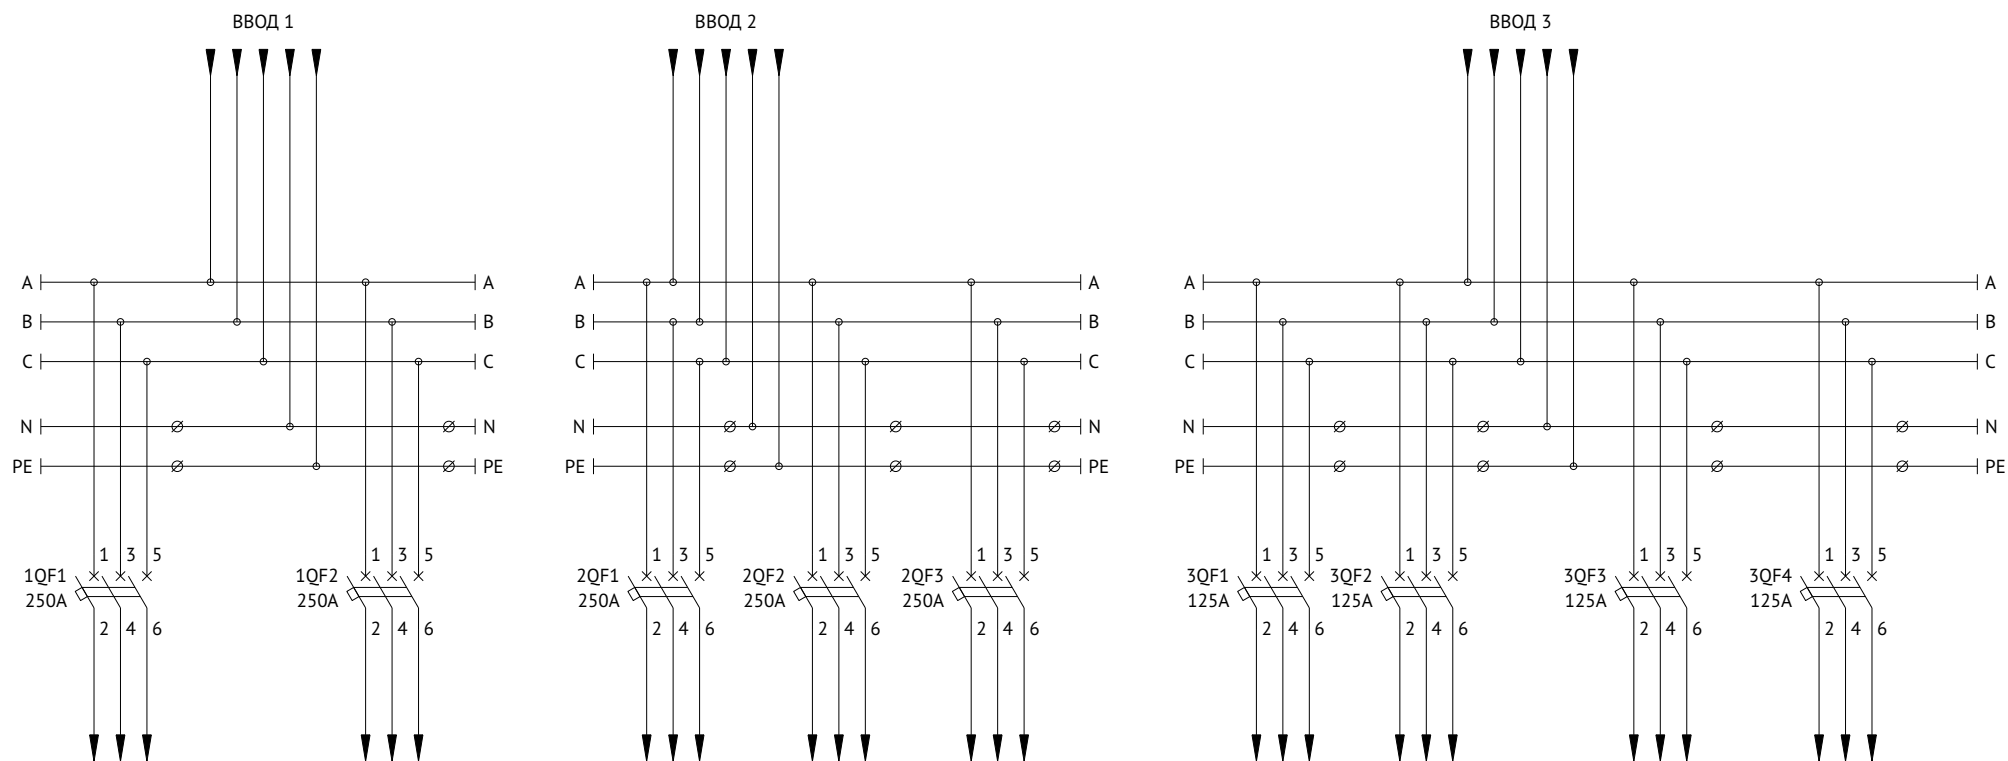 ВВОД 1 ВВОД 2 ВВОД 3
A A A A A A
B B B B B B
C C C C C C
N N N N N N
PE PE PE PE PE PE
1 3 5 1 3 5 1 3 5 1 3 5 1 3 5 1 3 5 1 3 5 1 3 5 1 3 5
1QF1 1QF2 2QF1 2QF2 2QF3 3QF1 3QF2 3QF3 3QF4
250A 250A 250A 250A 250A 125A 125A 125A 125A
2 4 6 2 4 6 2 4 6 2 4 6 2 4 6 2 4 6 2 4 6 2 4 6 2 4 6